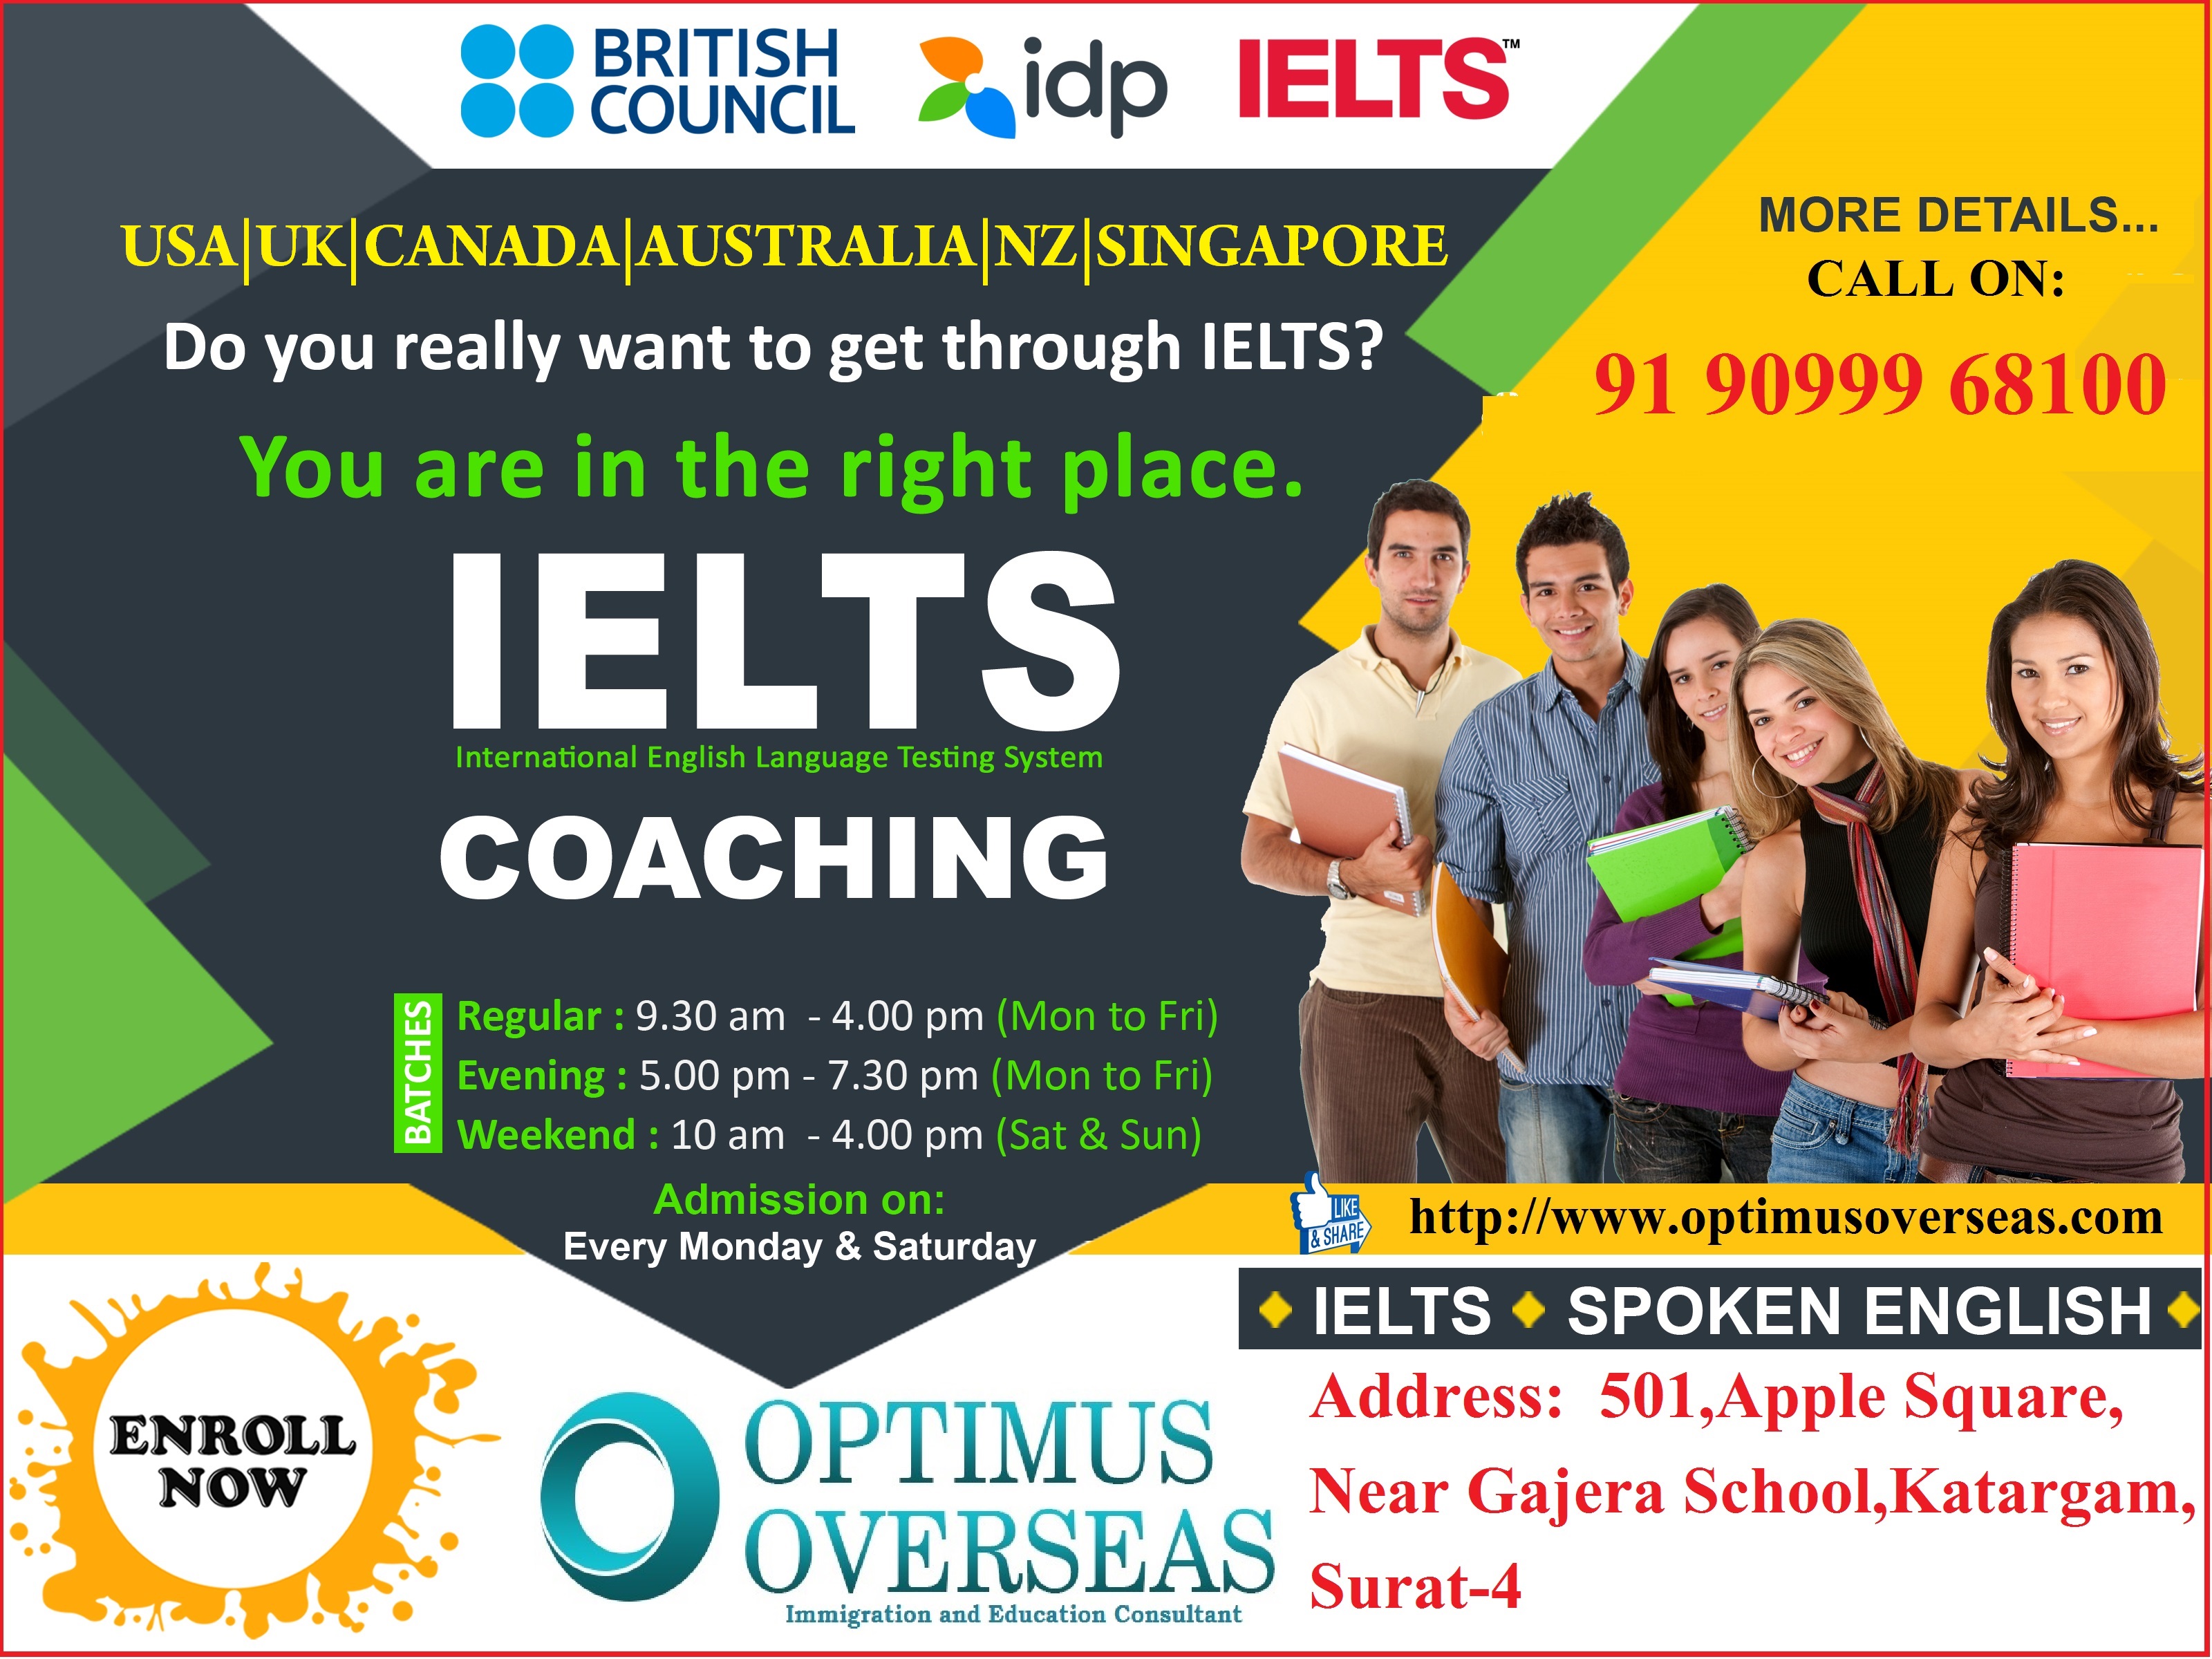 BRITISH
COUNCIL
idp
IELTS™
USA|UK|CANADA|AUSTRALIA|NZ|SINGAPORE
Do you really want to get through IELTS?
You are in the right place.
IELTS
International English Language Testing System
COACHING
MORE DETAILS...
CALL ON:
91 90999 68100
BATCHES
Regular : 9.30 am - 4.00 pm (Mon to Fri)
Evening : 5.00 pm - 7.30 pm (Mon to Fri)
Weekend : 10 am - 4.00 pm (Sat & Sun)
Admission on:
Every Monday & Saturday
LIKE
& SHARE
http://www.optimusoverseas.com
ENROLL
NOW
OPTIMUS
OVERSEAS
Immigration and Education Consultant
IELTS SPOKEN ENGLISH
Address: 501,Apple Square,
Near Gajera School,Katargam,
Surat-4